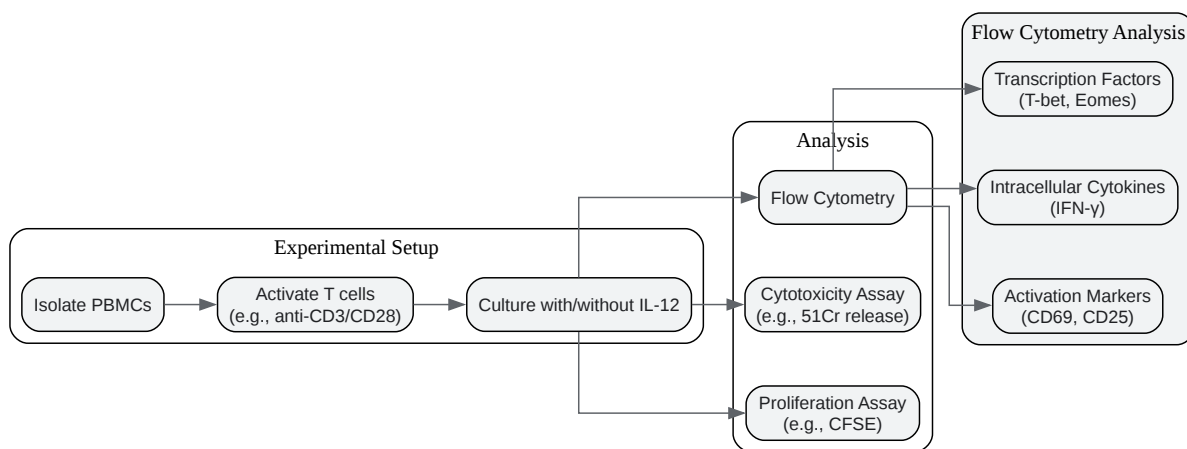 Experimental Setup
Isolate PBMCs
Activate T cells
(e.g., anti-CD3/CD28)
Culture with/without IL-12
Analysis
Flow Cytometry
Cytotoxicity Assay
(e.g., 51Cr release)
Proliferation Assay
(e.g., CFSE)
Flow Cytometry Analysis
Transcription Factors
(T-bet, Eomes)
Intracellular Cytokines
(IFN-γ)
Activation Markers
(CD69, CD25)